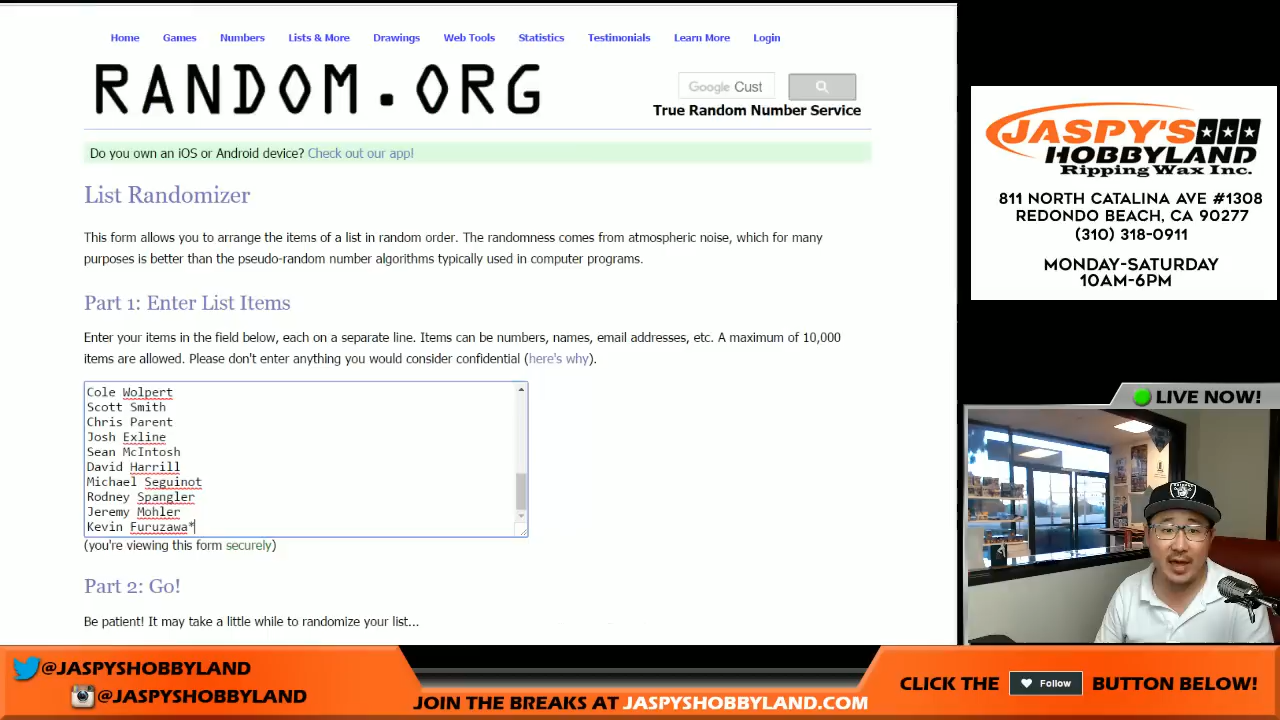 Home Games Numbers Lists & More Drawings Web Tools Statistics Testimonials Learn More Login
RANDOM.ORG
Google Cust
True Random Number Service
Do you own an iOS or Android device? Check out our app!
List Randomizer
This form allows you to arrange the items of a list in random order. The randomness comes from atmospheric noise, which for many
purposes is better than the pseudo-random number algorithms typically used in computer programs.
Part 1: Enter List Items
Enter your items in the field below, each on a separate line. Items can be numbers, names, email addresses, etc. A maximum of 10,000
items are allowed. Please don't enter anything you would consider confidential (here's why).
Cole Wolpert
Scott Smith
Chris Parent
Josh Exline
Sean McIntosh
David Harrill
Michael Seguinot
Rodney Spangler
Jeremy Mohler
Kevin Furuzawa*
(you're viewing this form securely)
Part 2: Go!
Be patient! It may take a little while to randomize your list...
JASPY'S
HOBBYLAND
Ripping Wax Inc.
811 NORTH CATALINA AVE #1308
REDONDO BEACH, CA 90277
(310) 318-0911
MONDAY-SATURDAY
10AM-6PM
LIVE NOW!
@JASPYSHOBBYLAND
@JASPYSHOBBYLAND
JOIN THE BREAKS AT JASPYSHOBBYLAND.COM
CLICK THE Follow BUTTON BELOW!